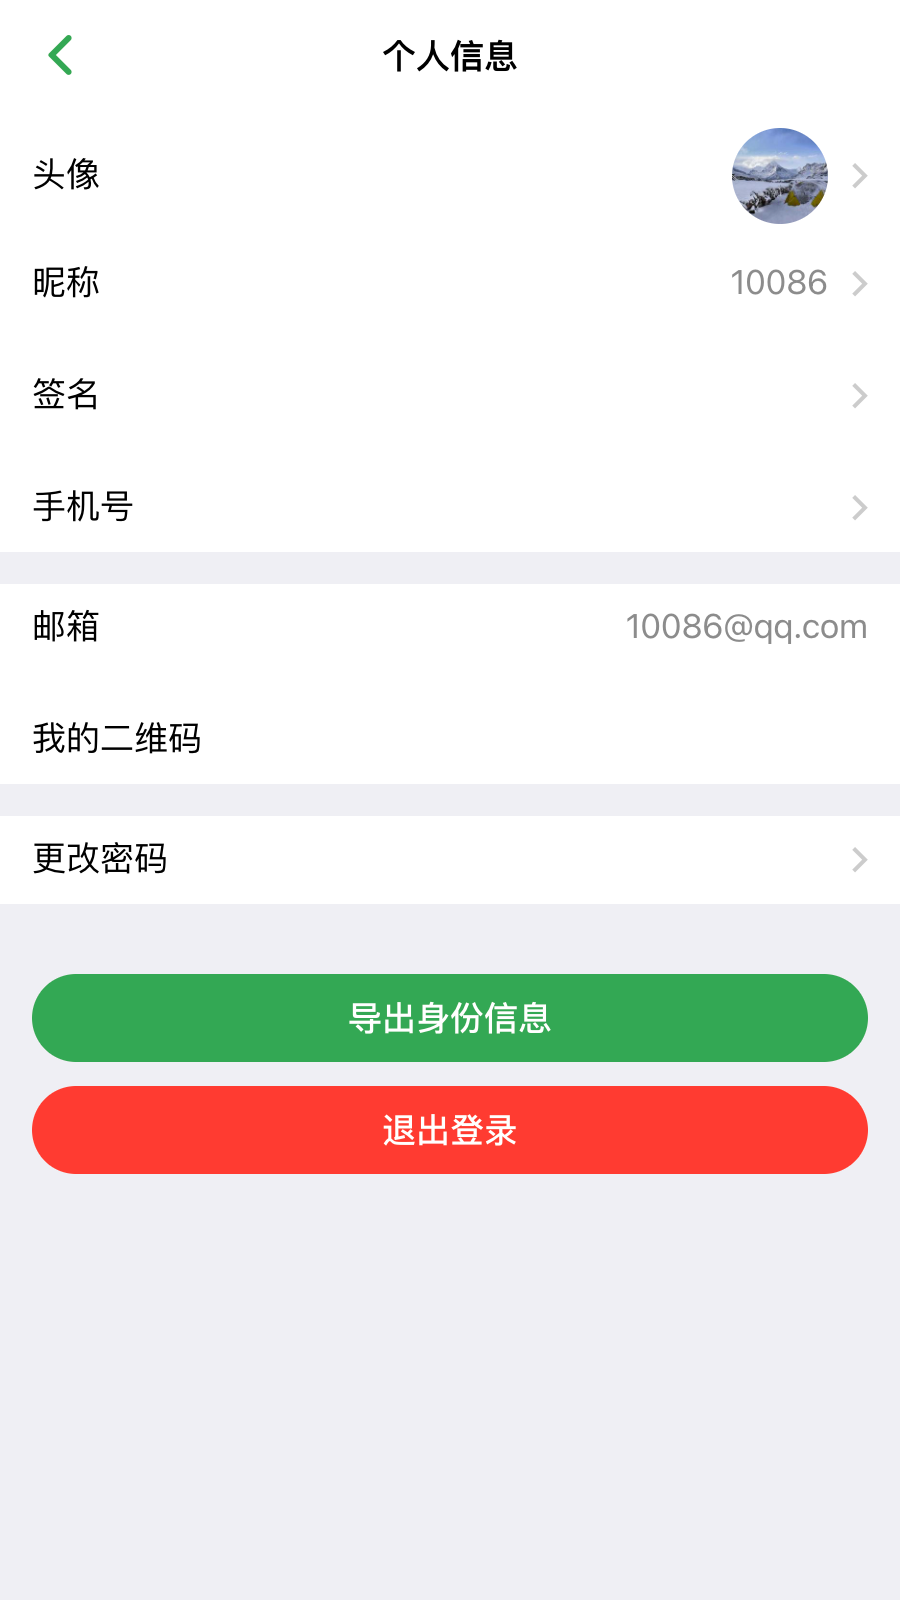 个人信息
头像
昵称 10086
签名
手机号
邮箱 10086@qq.com
我的二维码
更改密码
导出身份信息
退出登录